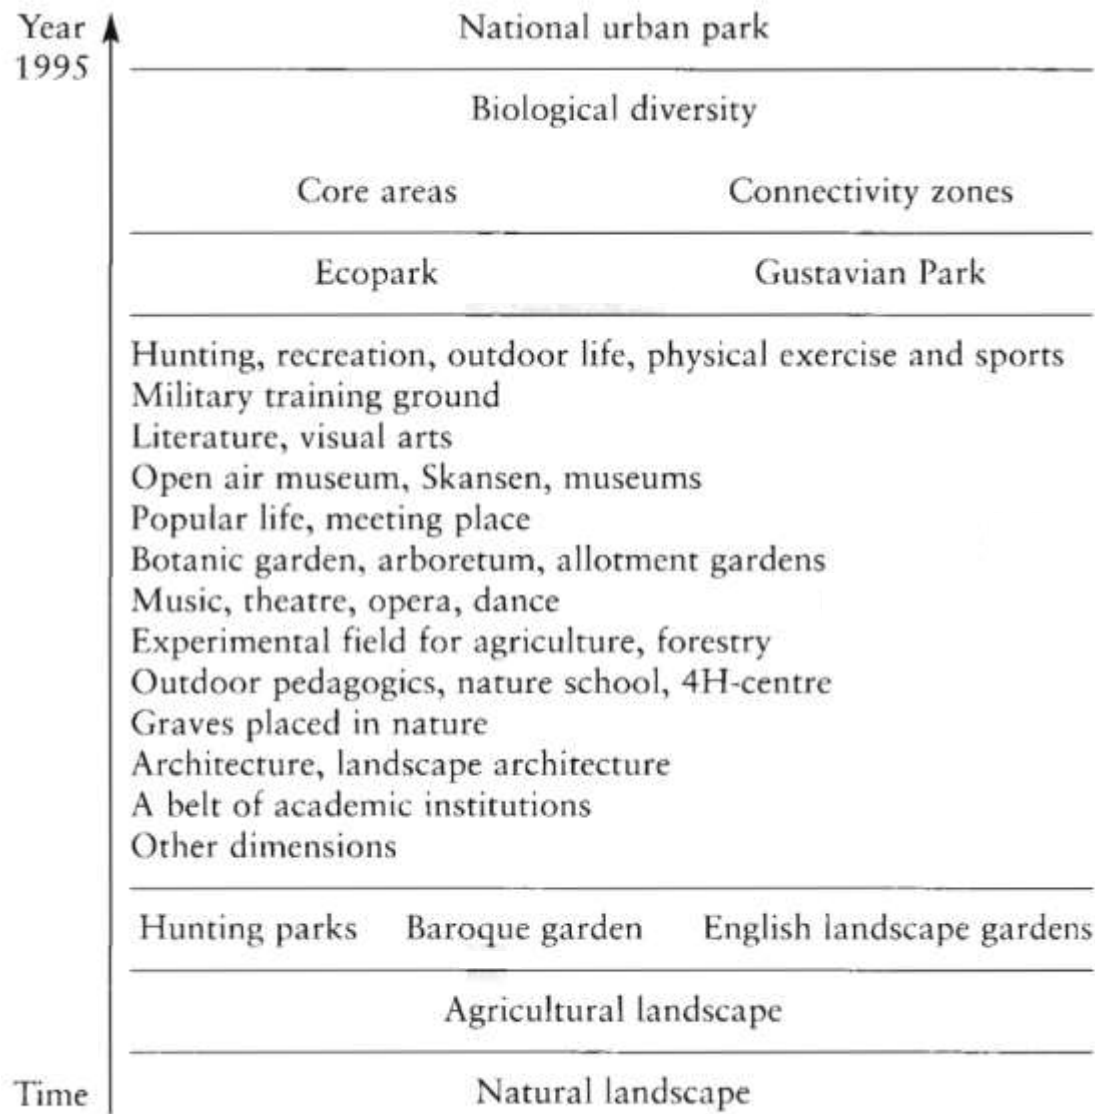 Year
1995
National urban park
Biological diversity
Core areas Connectivity zones
Ecopark Gustavian Park
Hunting, recreation, outdoor life, physical exercise and sports
Military training ground
Literature, visual arts
Open air museum, Skansen, museums
Popular life, meeting place
Botanic garden, arboretum, allotment gardens
Music, theatre, opera, dance
Experimental field for agriculture, forestry
Outdoor pedagogics, nature school, 4H-centre
Graves placed in nature
Architecture, landscape architecture
A belt of academic institutions
Other dimensions
Hunting parks Baroque garden English landscape gardens
Agricultural landscape
Time Natural landscape